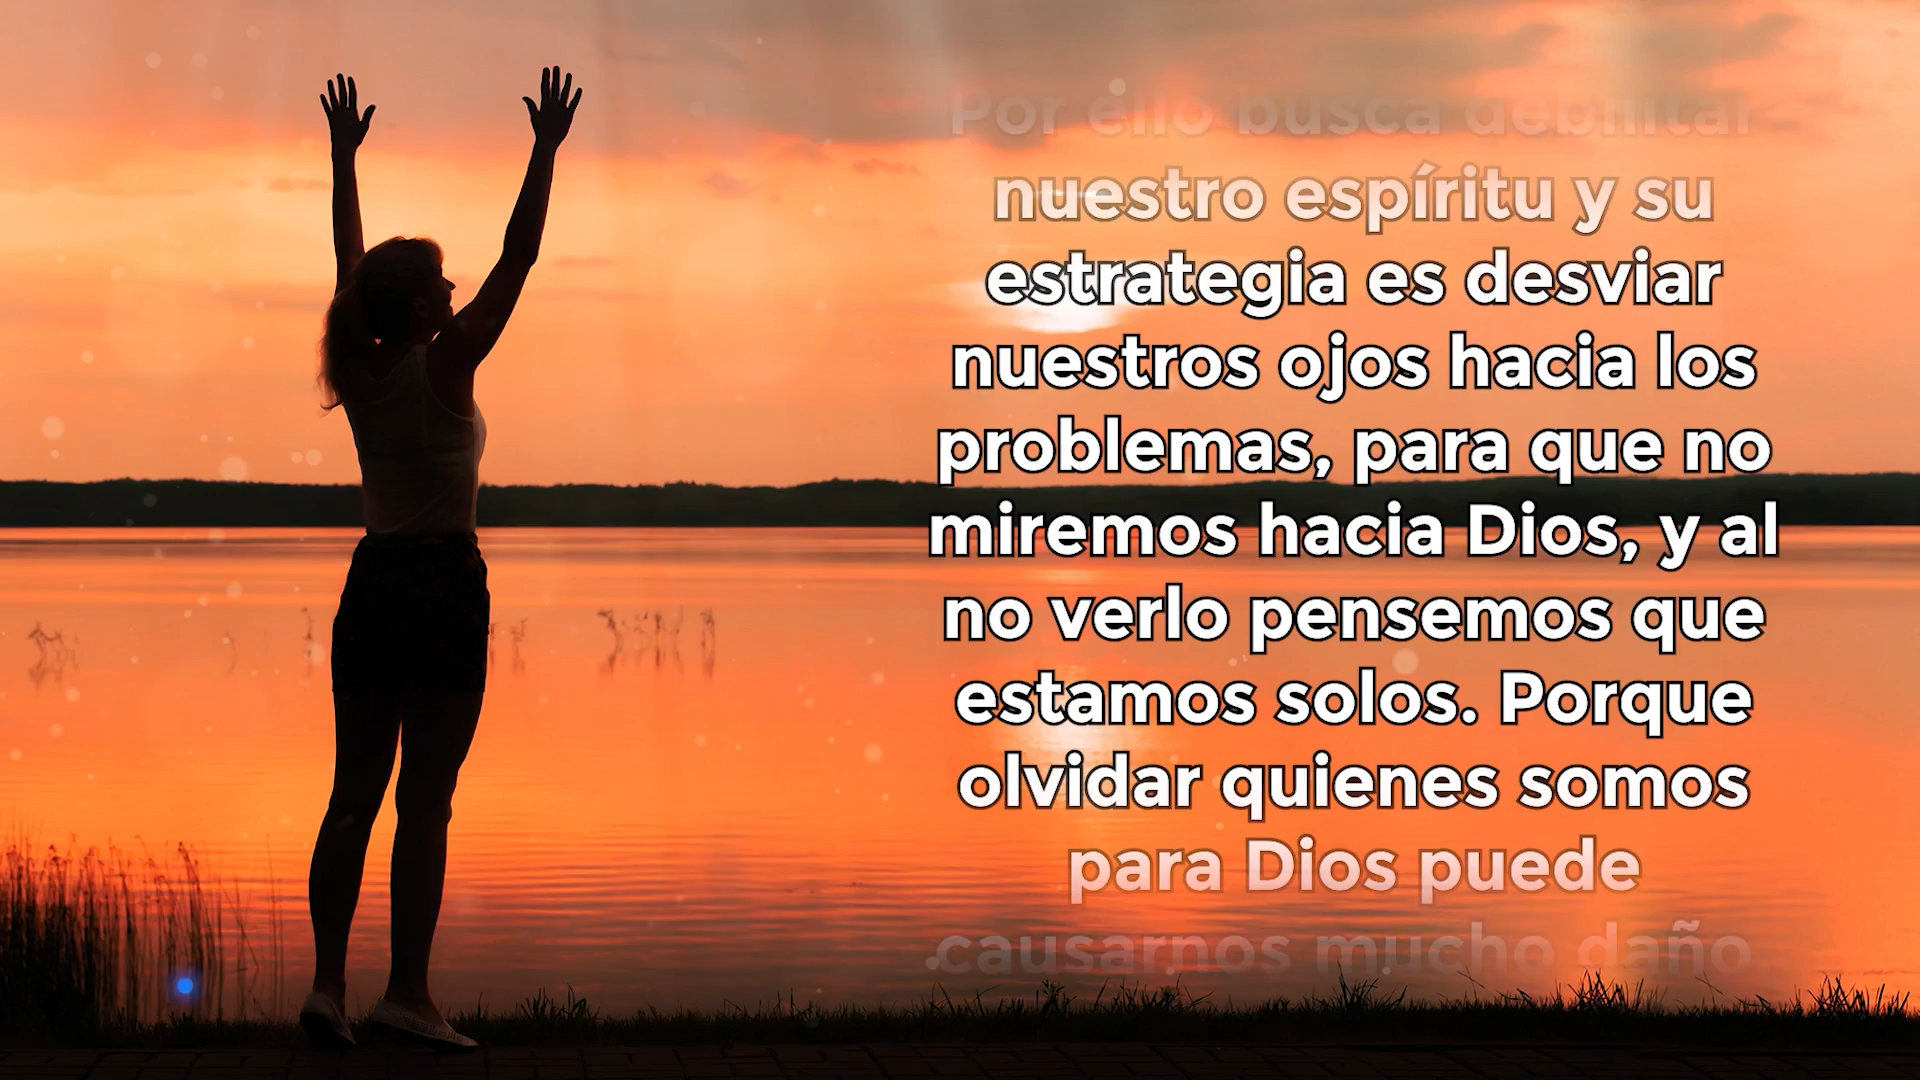 Por ello busca debilitar
nuestro espíritu y su
estrategia es desviar
nuestros ojos hacia los
problemas, para que no
miremos hacia Dios, y al
no verlo pensemos que
estamos solos. Porque
olvidar quienes somos
para Dios puede
causarnos mucho daño